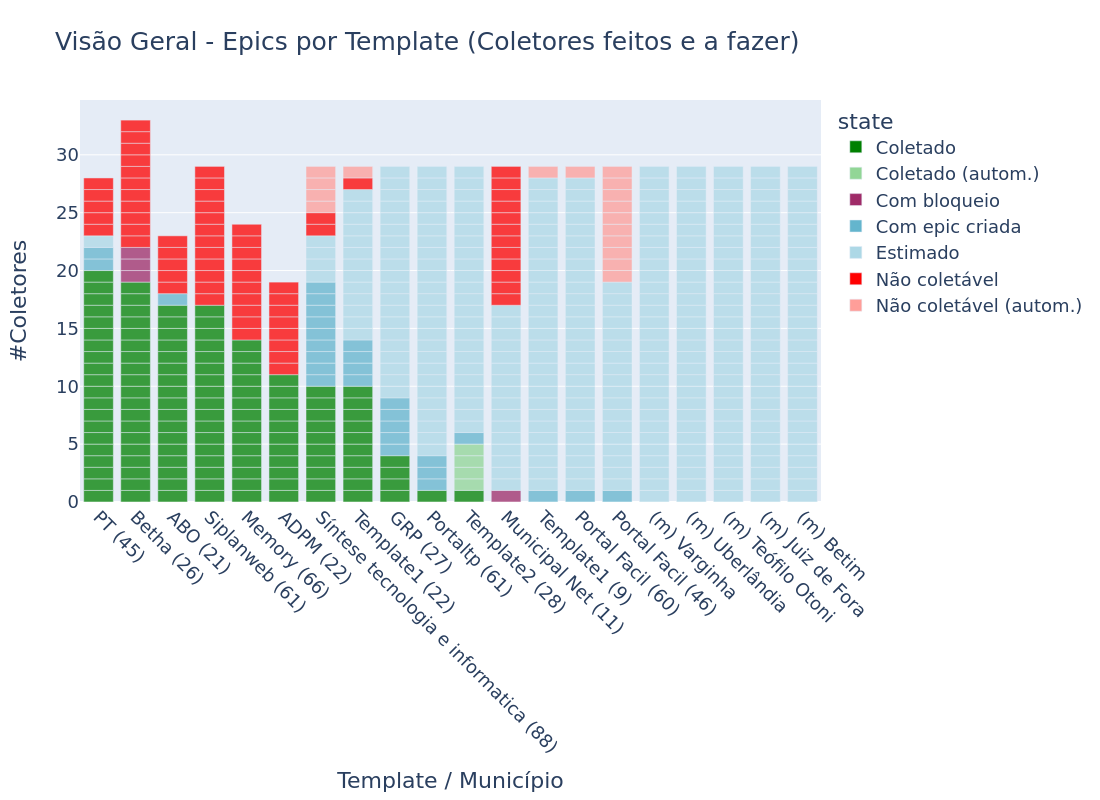 Visão Geral - Epics por Template (Coletores feitos e a fazer)
#Coletores
30
25
20
15
10
5
0
PT (45)
Betha (26)
ABO (21)
Siplanweb (61)
Memory (66)
ADPM (22)
Síntese tecnologia e informatica (88)
Template1 (22)
GRP (27)
Portaltp (61)
Template2 (28)
Municipal Net (11)
Template1 (9)
Portal Facil (60)
Portal Facil (46)
(m) Varginha
(m) Uberlândia
(m) Teófilo Otoni
(m) Juiz de Fora
(m) Betim
Template / Município
state
Coletado
Coletado (autom.)
Com bloqueio
Com epic criada
Estimado
Não coletável
Não coletável (autom.)